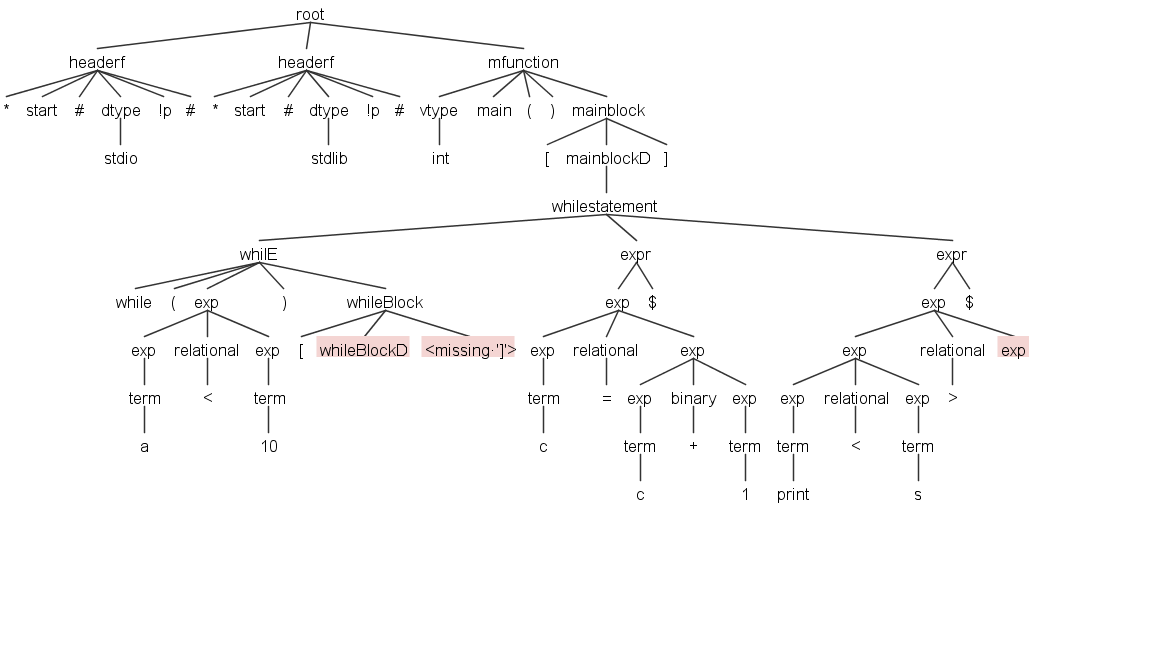 root
headerf headerf mfunction
* start # dtype !p # * start # dtype !p # vtype main ( ) mainblock
stdio stdlib int [ mainblockD ]
whilestatement
whilE expr expr
while ( exp ) whileBlock exp $ exp $
exp relational exp [ whileBlockD <missing·']'> exp relational exp exp relational exp
term < term term = exp binary exp exp relational exp >
a 10 c term + term term < term
c 1 print s